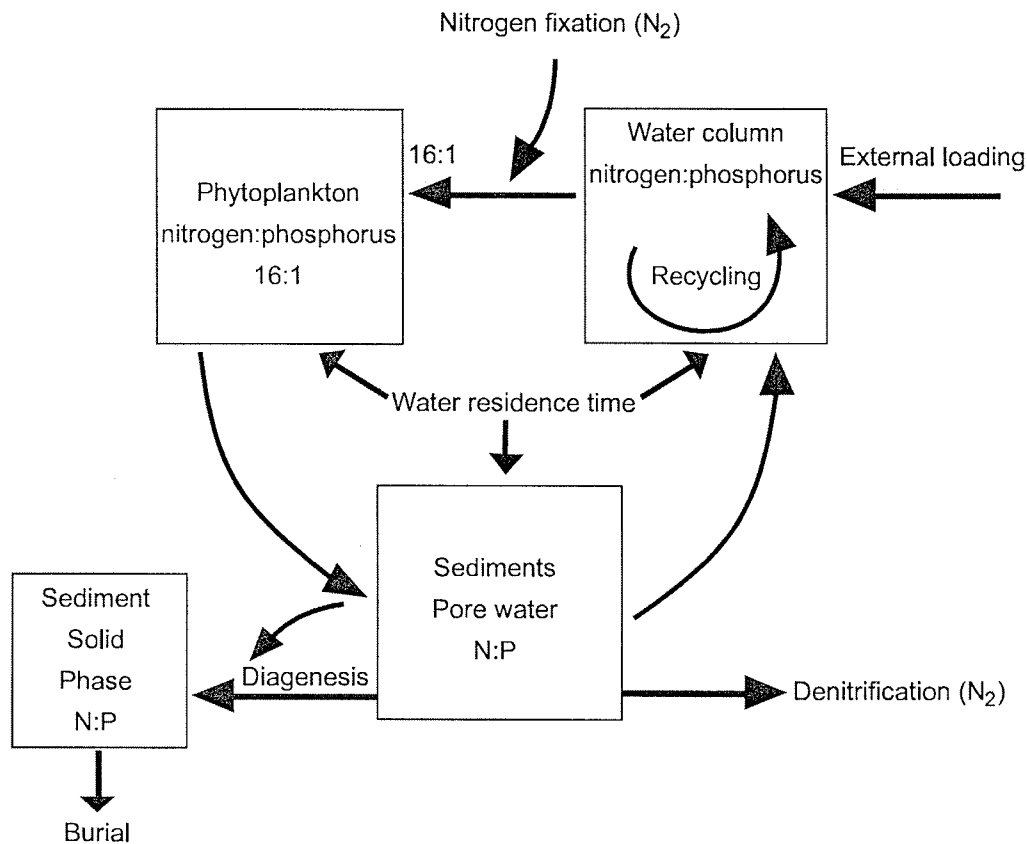 Nitrogen fixation (N₂)
16:1
Water column
nitrogen:phosphorus
External loading
Phytoplankton
nitrogen:phosphorus
16:1
Recycling
Water residence time
Sediments
Pore water
N:P
Sediment
Solid
Phase
N:P
Diagenesis
Denitrification (N₂)
Burial